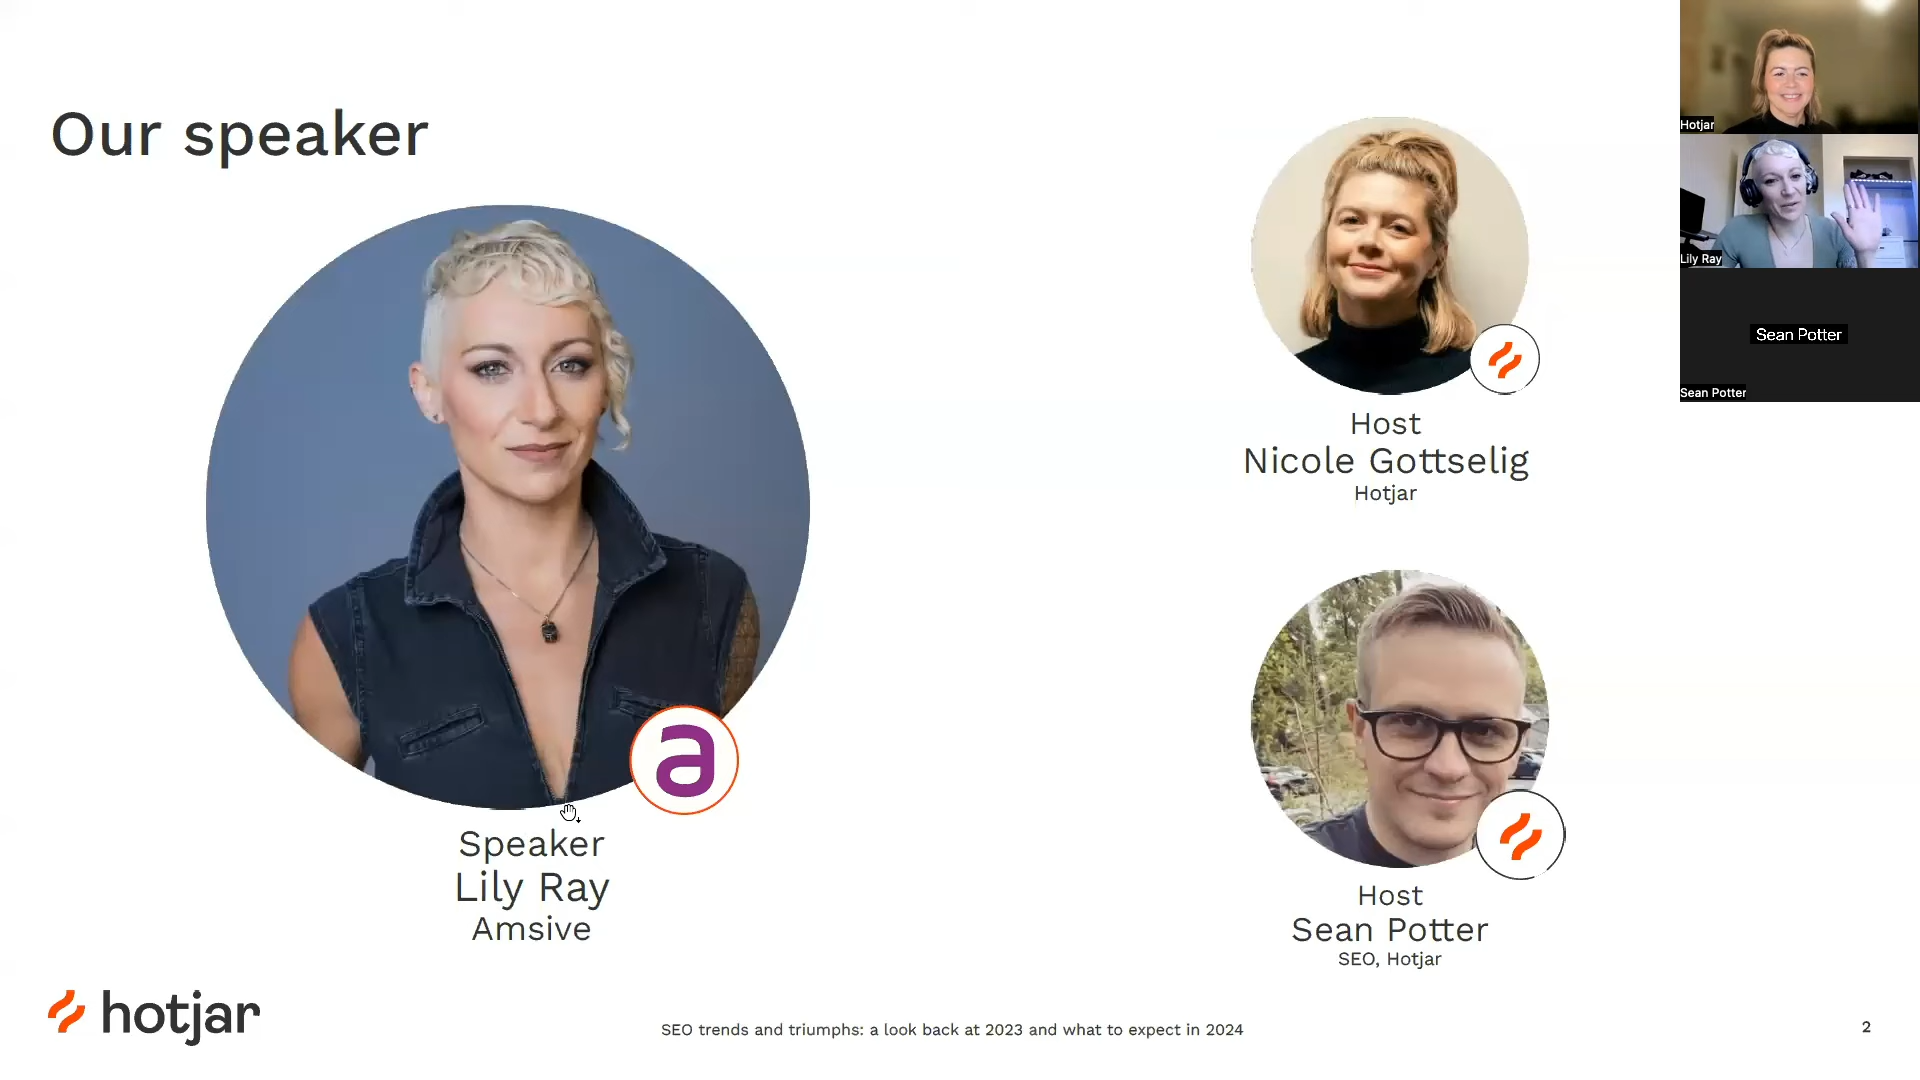 Our speaker
Speaker
Lily Ray
Amsive
a
Host
Nicole Gottselig
Hotjar
Host
Sean Potter
SEO, Hotjar
Hotjar
Lily Ray
Sean Potter
Sean Potter
hotjar
SEO trends and triumphs: a look back at 2023 and what to expect in 2024
2